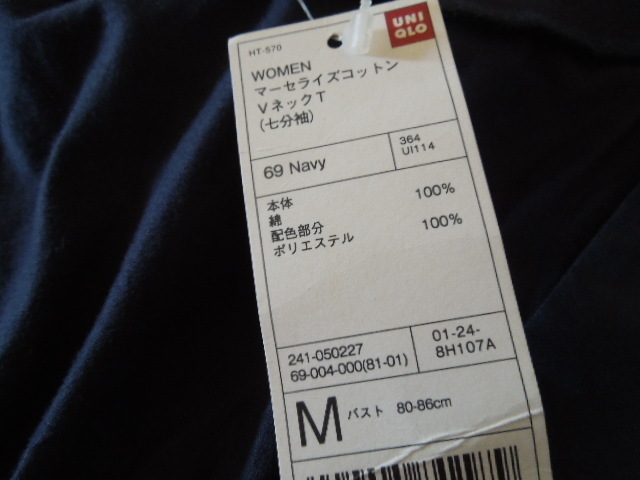 UNI
QLO
HT-570
WOMEN
マーセライズコットン
VネックT
(七分袖)
69 Navy
364
UI114
本体
綿 100%
配色部分
ポリエステル 100%
241-050227
69-004-000(81-01)
01-24-
8H107A
M バスト 80-86cm